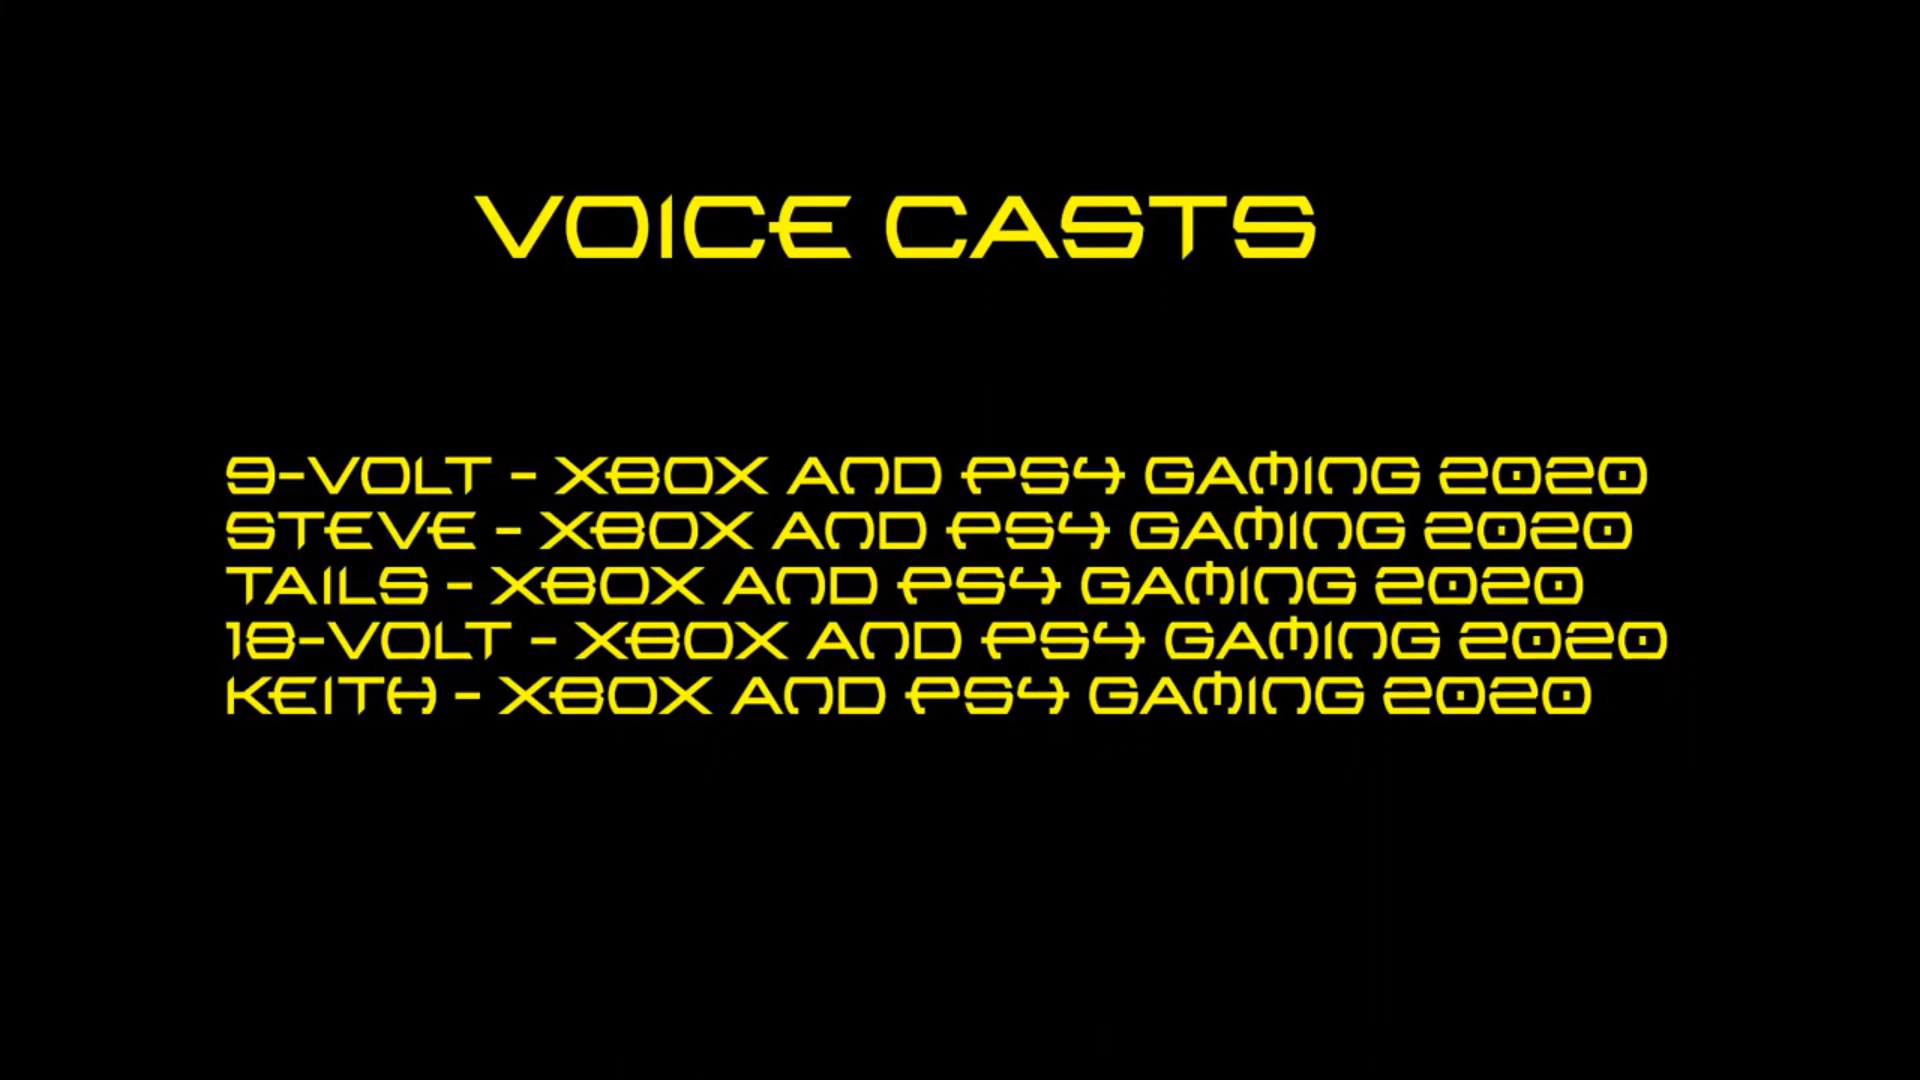 VOICE CASTS
9-VOLT - XBOX AND PS4 GAMING 2020
STEVE - XBOX AND PS4 GAMING 2020
TAILS - XBOX AND PS4 GAMING 2020
18-VOLT - XBOX AND PS4 GAMING 2020
KEITH - XBOX AND PS4 GAMING 2020